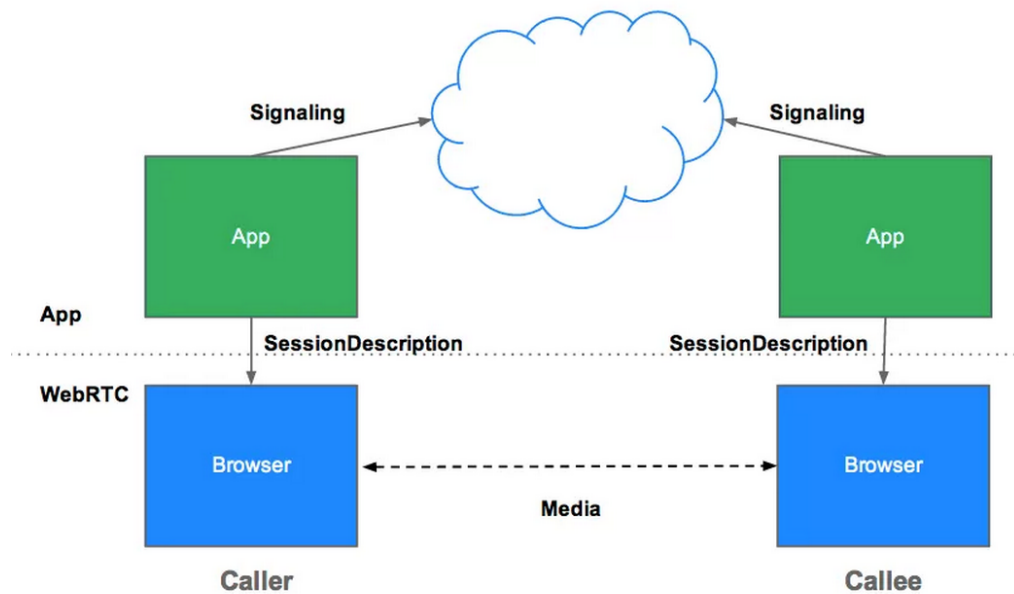 Signaling
Signaling
App
App
App
SessionDescription
SessionDescription
WebRTC
Browser
Browser
Media
Caller
Callee